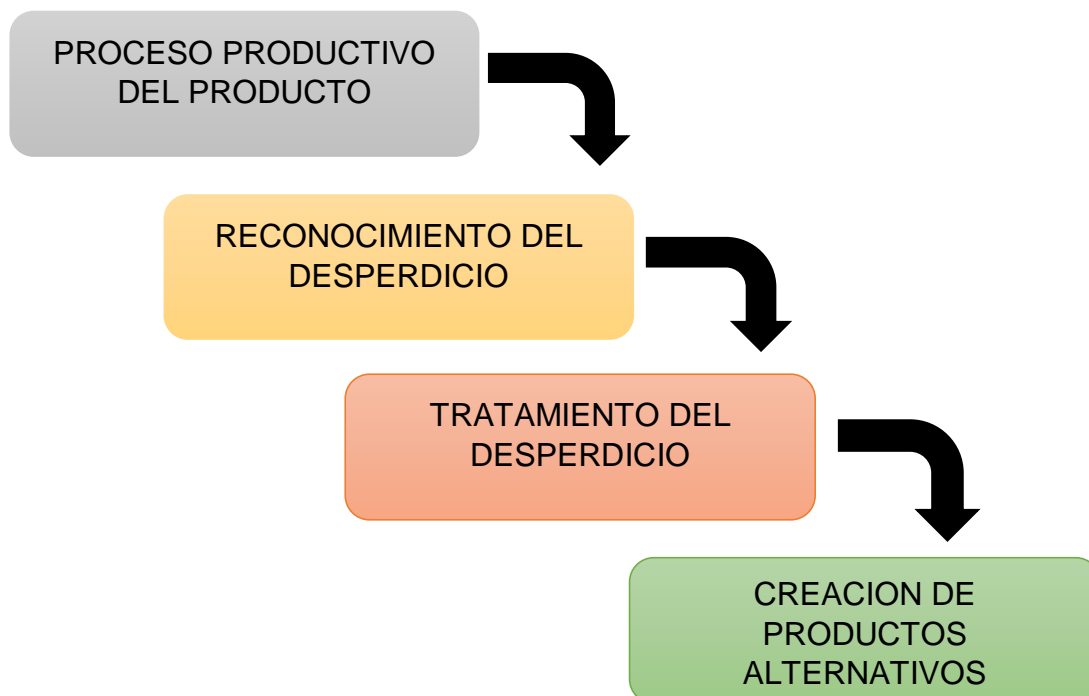 PROCESO PRODUCTIVO
DEL PRODUCTO
RECONOCIMIENTO DEL
DESPERDICIO
TRATAMIENTO DEL
DESPERDICIO
CREACION DE
PRODUCTOS
ALTERNATIVOS